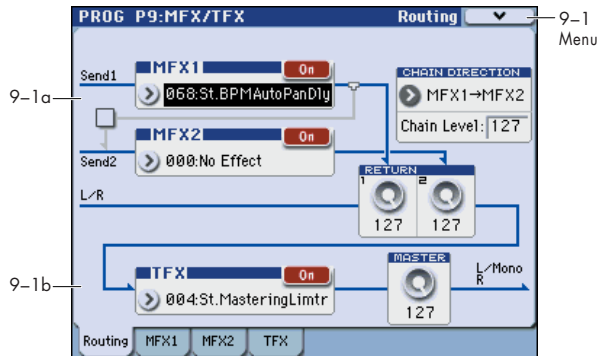 PROG P9:MFX/TFX Routing
9–1
Menu
Send1
MFX1 On
068:St.BPMAutoPanDly
CHAIN DIRECTION
MFX1→MFX2
Chain Level: 127
9–1a
MFX2 On
Send2
000:No Effect
RETURN
1 2
127 127
L/R
MASTER
TFX On
L/Mono
R
9–1b
004:St.MasteringLimtr
127
Routing MFX1 MFX2 TFX